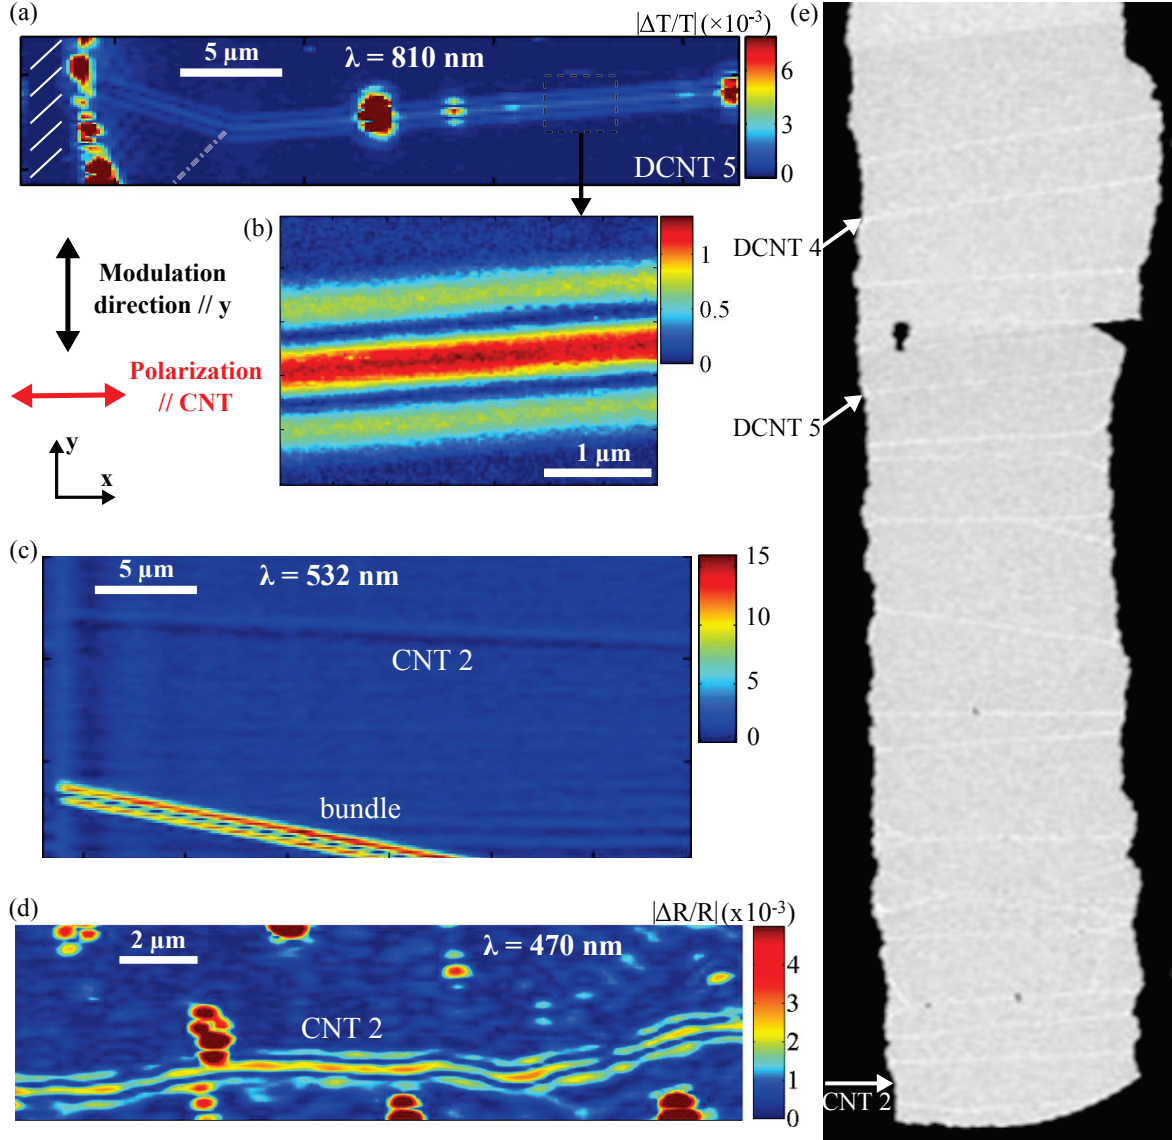 (a)
|ΔT/T| (×10⁻³)
5 µm
λ = 810 nm
DCNT 5
6
3
0
(b)
1
0.5
0
1 µm
Modulation
direction // y
Polarization
// CNT
y
x
(c)
5 µm
λ = 532 nm
CNT 2
bundle
15
10
5
0
(d)
|ΔR/R| (x10⁻³)
2 µm
λ = 470 nm
CNT 2
4
3
2
1
0
(e)
DCNT 4
DCNT 5
CNT 2